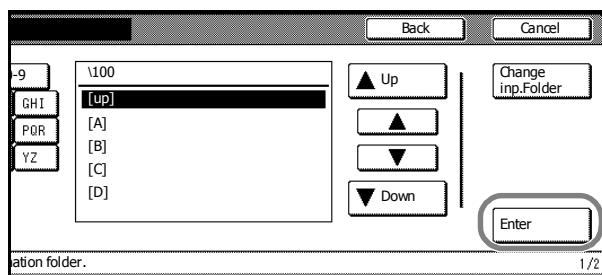 Back
Cancel
-9
GHI
PQR
YZ
\100
[up]
[A]
[B]
[C]
[D]
▲ Up
▲
▼
▼ Down
Change
inp.Folder
Enter
ation folder.
1/2